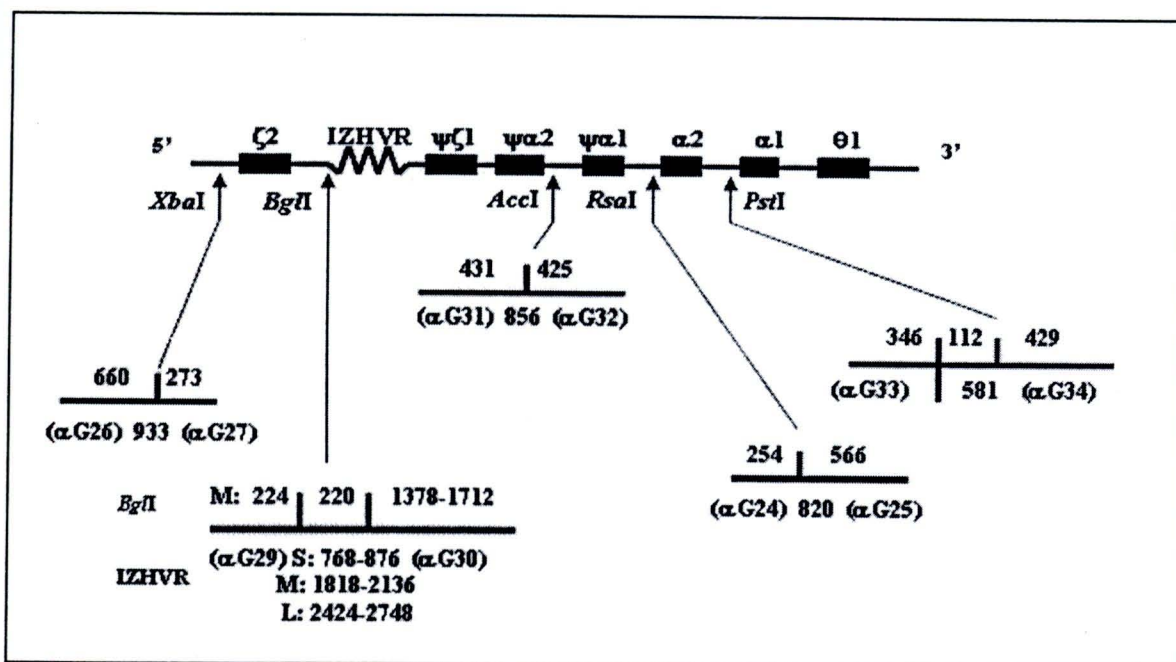 5' ζ2 IZHVR ψζ1 ψα2 ψα1 α2 α1 θ1 3'
XbaI BglI AccI RsaI PstI
431 425
(αG31) 856 (αG32)
346 112 429
(αG33) 581 (αG34)
660 273
(αG26) 933 (αG27)
254 566
(αG24) 820 (αG25)
BglI M: 224 220 1378-1712
(αG29) S: 768-876 (αG30)
IZHVR
M: 1818-2136
L: 2424-2748